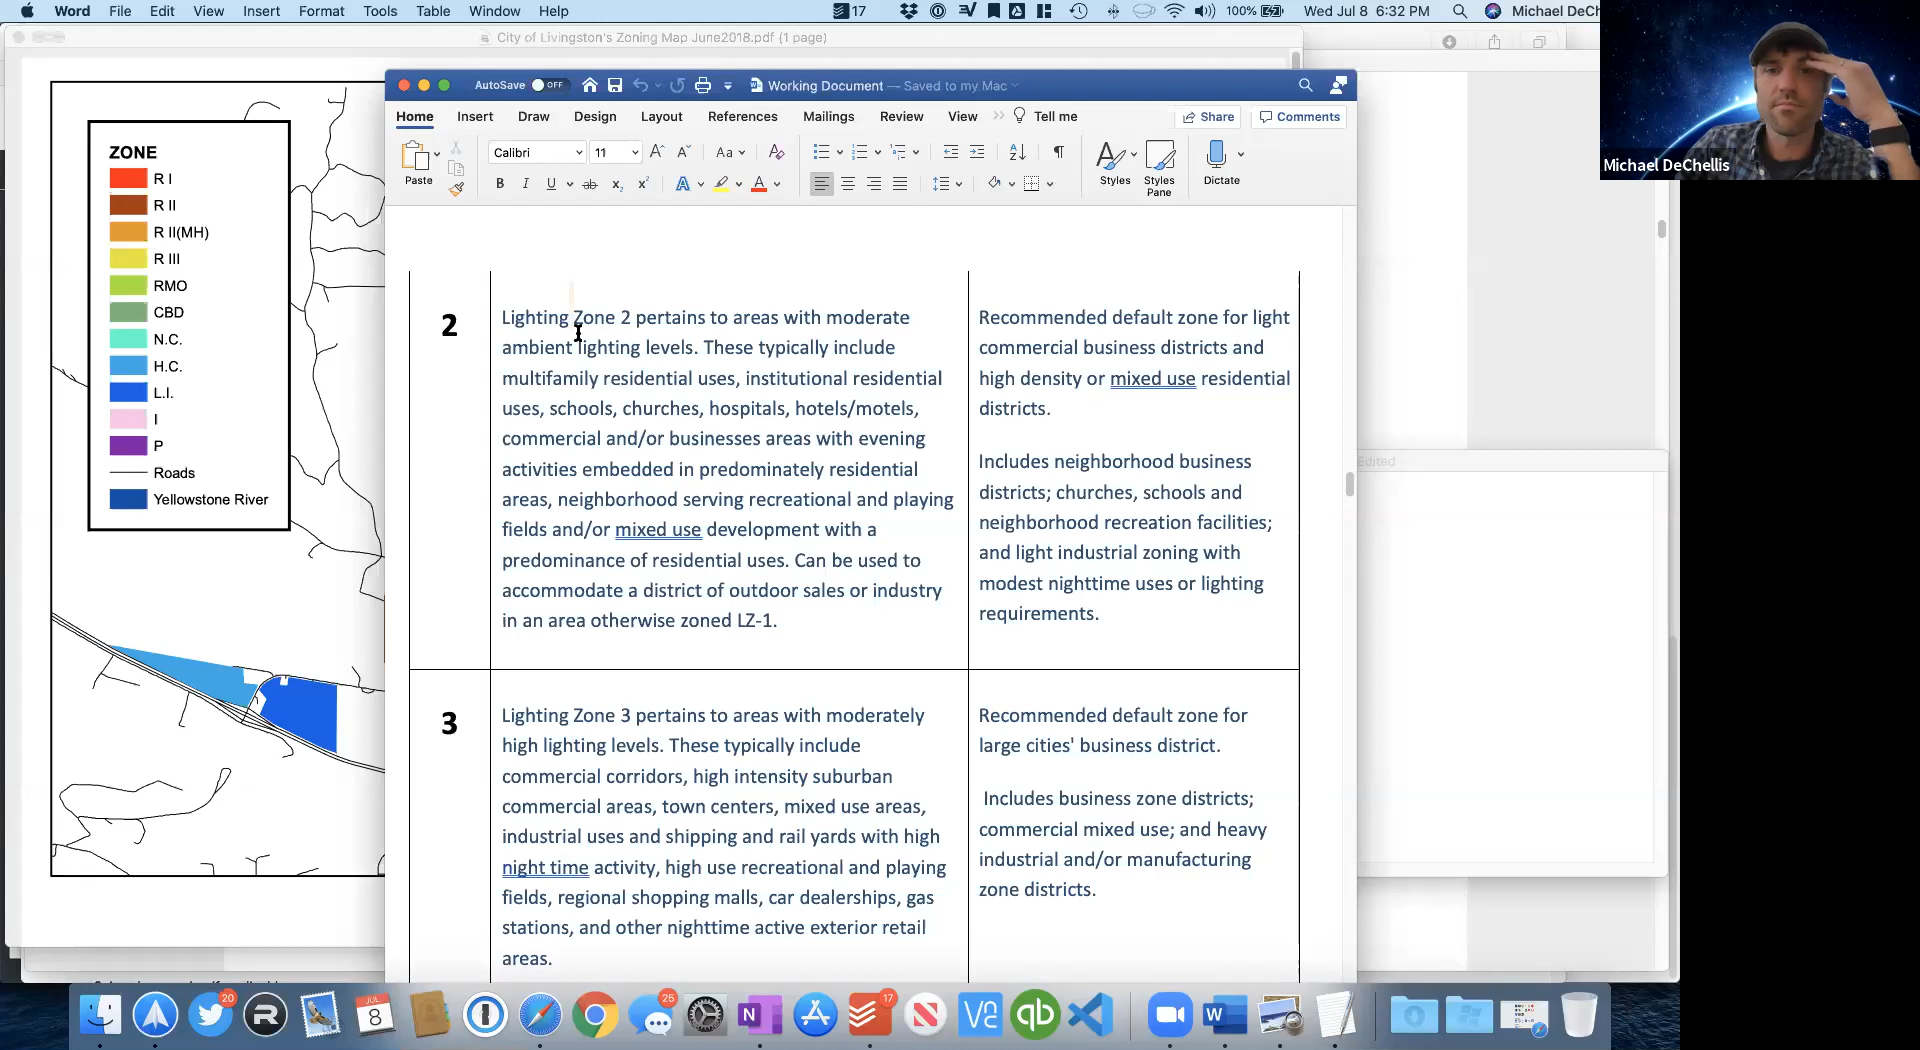 Word File Edit View Insert Format Tools Table Window Help 17 100% Wed Jul 8 6:32 PM Michael DeCh
City of Livingston's Zoning Map June2018.pdf (1 page)
AutoSave OFF Working Document — Saved to my Mac
Home Insert Draw Design Layout References Mailings Review View Tell me Share Comments
Paste Calibri 11 Styles Styles Pane Dictate
Michael DeChellis
ZONE
R I
R II
R II(MH)
R III
RMO
CBD
N.C.
H.C.
L.I.
I
P
Roads
Yellowstone River
2
Lighting Zone 2 pertains to areas with moderate
ambient lighting levels. These typically include
multifamily residential uses, institutional residential
uses, schools, churches, hospitals, hotels/motels,
commercial and/or businesses areas with evening
activities embedded in predominately residential
areas, neighborhood serving recreational and playing
fields and/or mixed use development with a
predominance of residential uses. Can be used to
accommodate a district of outdoor sales or industry
in an area otherwise zoned LZ-1.
Recommended default zone for light
commercial business districts and
high density or mixed use residential
districts.
Includes neighborhood business
districts; churches, schools and
neighborhood recreation facilities;
and light industrial zoning with
modest nighttime uses or lighting
requirements.
3
Lighting Zone 3 pertains to areas with moderately
high lighting levels. These typically include
commercial corridors, high intensity suburban
commercial areas, town centers, mixed use areas,
industrial uses and shipping and rail yards with high
night time activity, high use recreational and playing
fields, regional shopping malls, car dealerships, gas
stations, and other nighttime active exterior retail
areas.
Recommended default zone for
large cities' business district.
Includes business zone districts;
commercial mixed use; and heavy
industrial and/or manufacturing
zone districts.
Edited
20
JUL
8
25
17